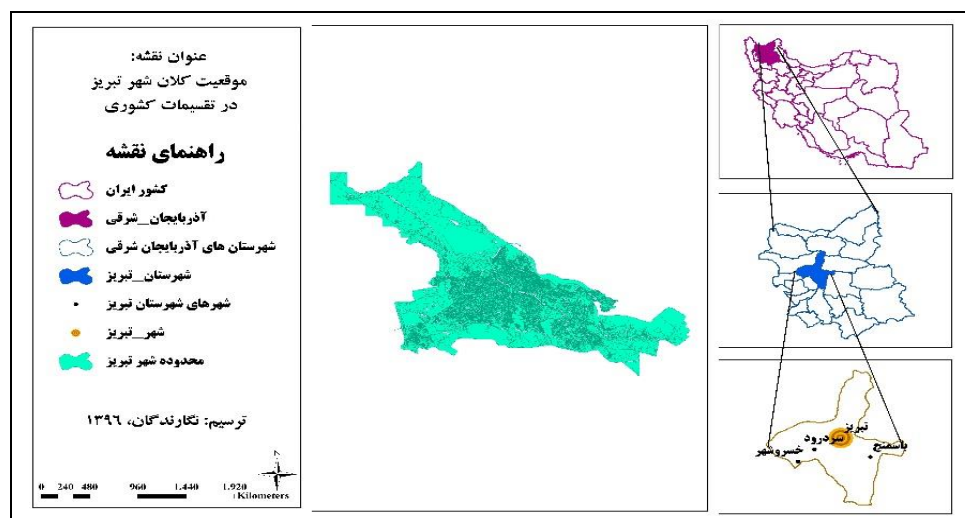 عنوان نقشه:
موقعیت کلان شهر تبریز
در تقسیمات کشوری
راهنمای نقشه
کشور ایران
آذربایجان_شرقی
شهرستان های آذربایجان شرقی
شهرستان_تبریز
شهرهای شهرستان تبریز
شهر_تبریز
محدوده شهر تبریز
ترسیم: نگارندگان، ۱۳۹۶
0 240 480 960 1.440 1.920
Kilometers
تبریز
سردرود
باسمنج
خسروشهر